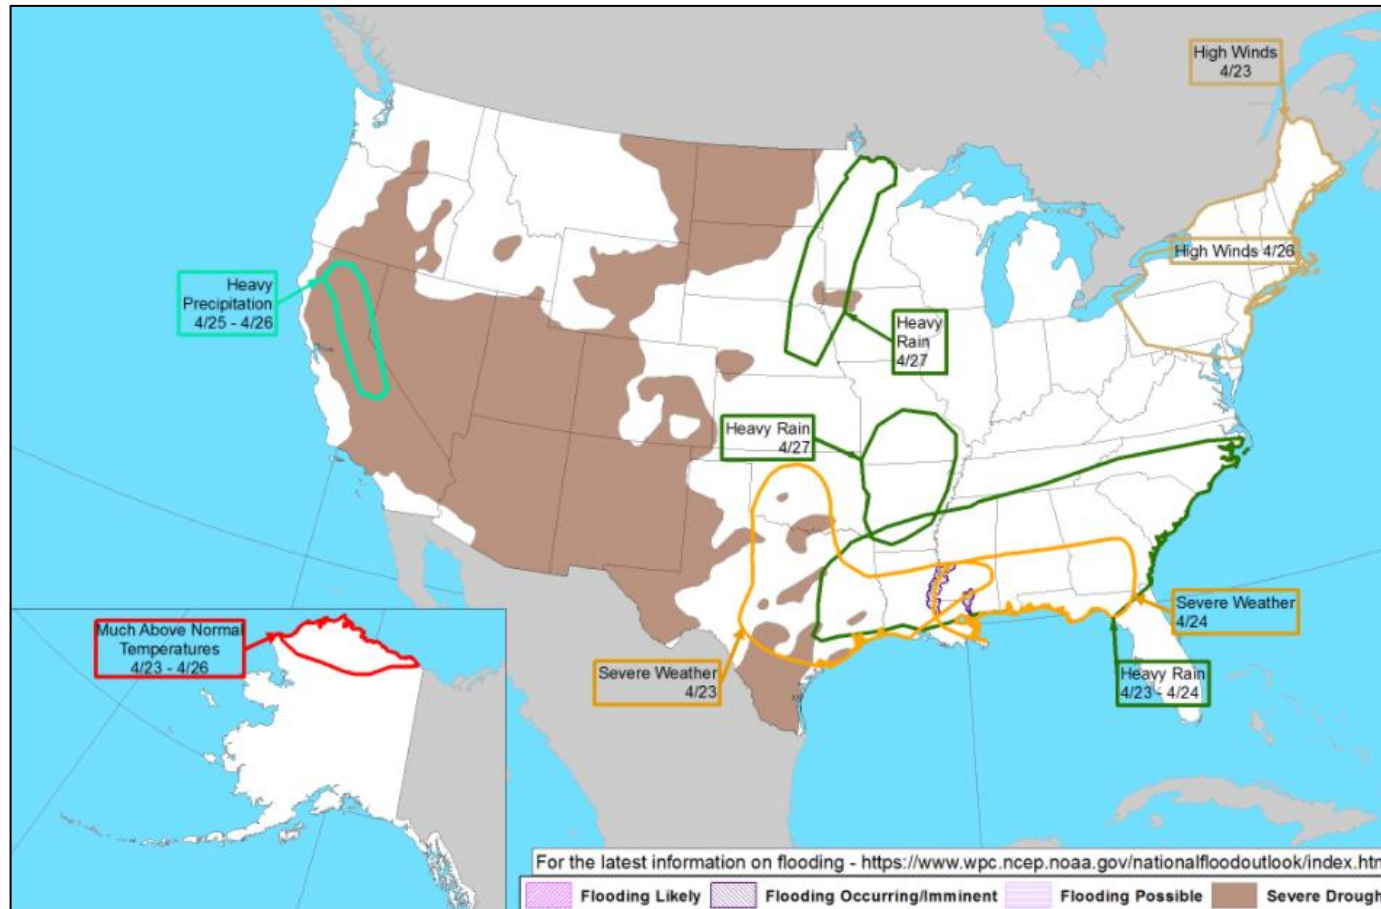 High Winds
4/23
High Winds 4/26
Heavy
Precipitation
4/25 - 4/26
Heavy
Rain
4/27
Heavy Rain
4/27
Severe Weather
4/24
Much Above Normal
Temperatures
4/23 - 4/26
Severe Weather
4/23
Heavy Rain
4/23 - 4/24
For the latest information on flooding - https://www.wpc.ncep.noaa.gov/nationalfloodoutlook/index.htm
Flooding Likely
Flooding Occurring/Imminent
Flooding Possible
Severe Drough